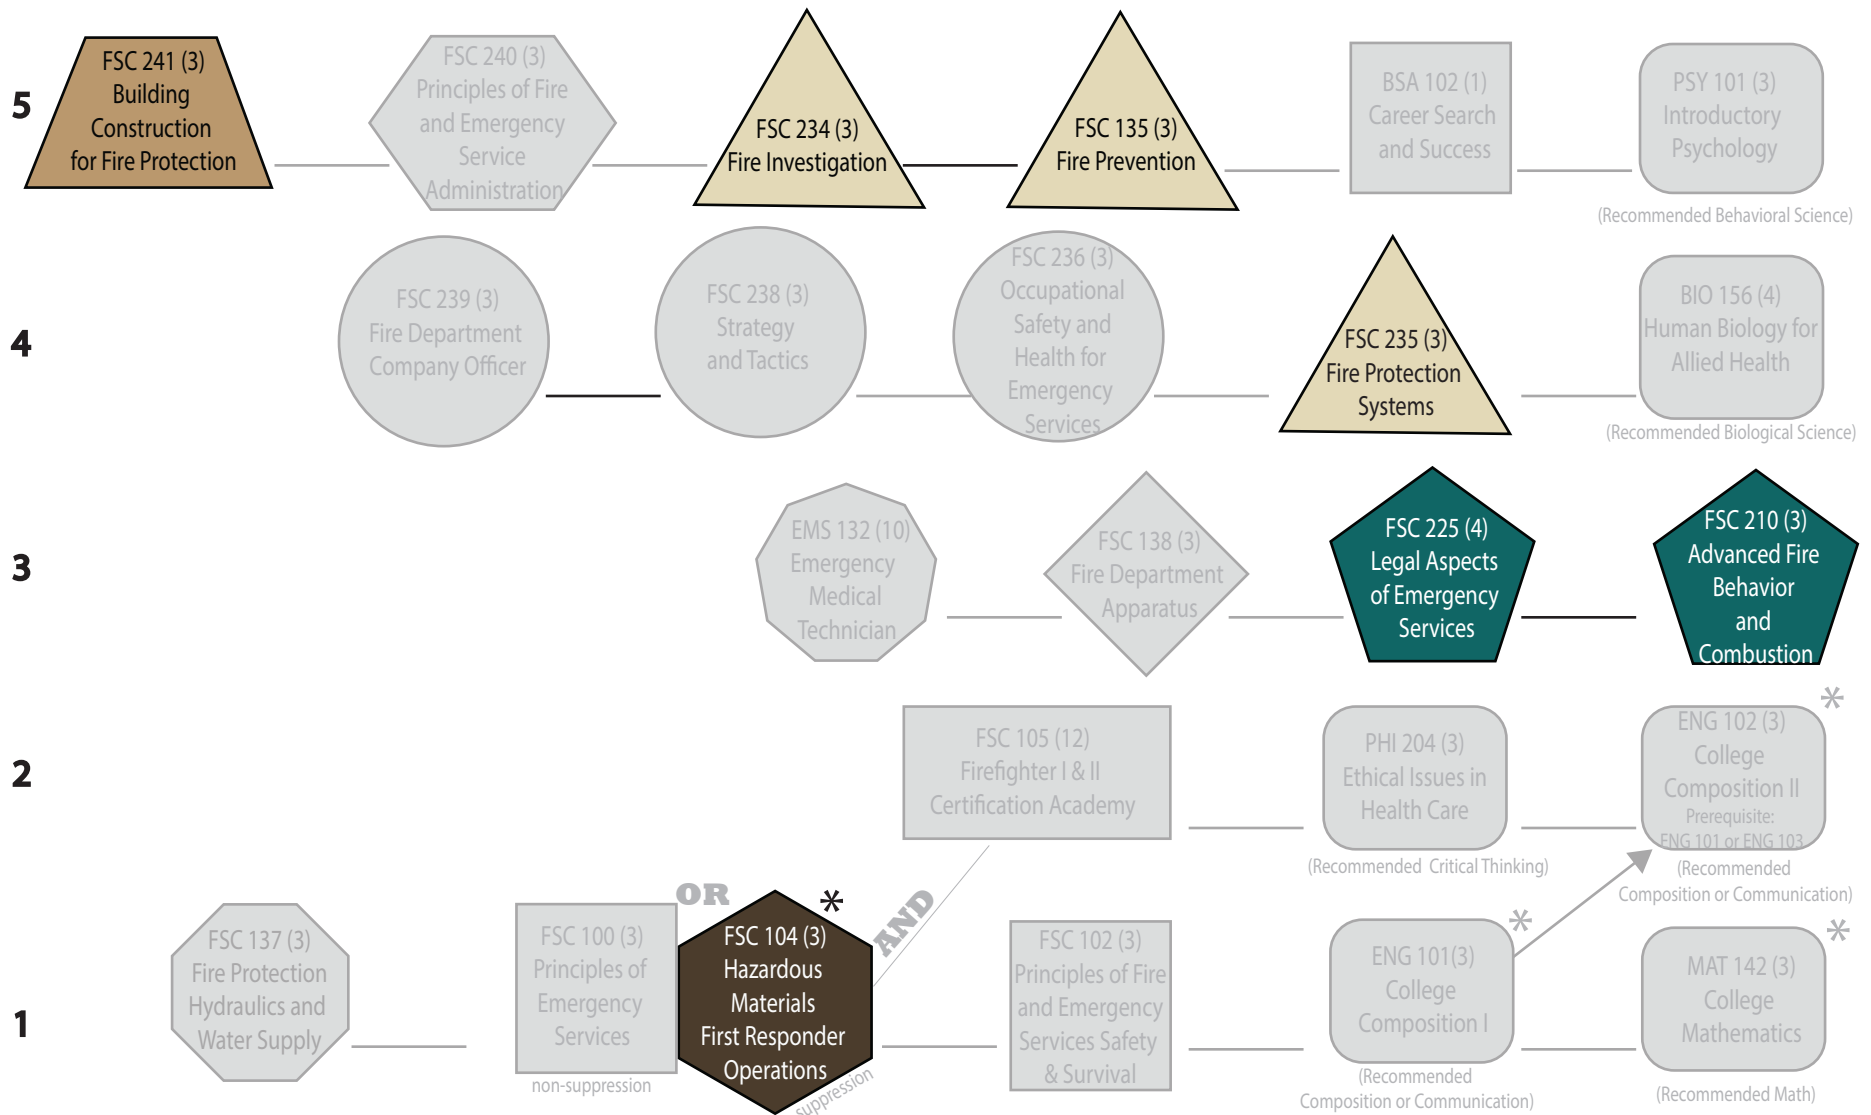 5
FSC 241 (3)
Building
Construction
for Fire Protection
FSC 240 (3)
Principles of Fire
and Emergency
Service
Administration
FSC 234 (3)
Fire Investigation
FSC 135 (3)
Fire Prevention
BSA 102 (1)
Career Search
and Success
PSY 101 (3)
Introductory
Psychology
(Recommended Behavioral Science)
4
FSC 239 (3)
Fire Department
Company Officer
FSC 238 (3)
Strategy
and Tactics
FSC 236 (3)
Occupational
Safety and
Health for
Emergency
Services
FSC 235 (3)
Fire Protection
Systems
BIO 156 (4)
Human Biology for
Allied Health
(Recommended Biological Science)
3
EMS 132 (10)
Emergency
Medical
Technician
FSC 138 (3)
Fire Department
Apparatus
FSC 225 (4)
Legal Aspects
of Emergency
Services
FSC 210 (3)
Advanced Fire
Behavior
and
Combustion
2
FSC 105 (12)
Firefighter I & II
Certification Academy
PHI 204 (3)
Ethical Issues in
Health Care
(Recommended Critical Thinking)
*
ENG 102 (3)
College
Composition II
Prerequisite:
ENG 101 or ENG 103
(Recommended
Composition or Communication)
1
FSC 137 (3)
Fire Protection
Hydraulics and
Water Supply
FSC 100 (3)
Principles of
Emergency
Services
non-suppression
OR
*
FSC 104 (3)
Hazardous
Materials
First Responder
Operations
suppression
AND
FSC 102 (3)
Principles of Fire
and Emergency
Services Safety
& Survival
*
ENG 101(3)
College
Composition I
(Recommended
Composition or Communication)
*
MAT 142 (3)
College
Mathematics
(Recommended Math)